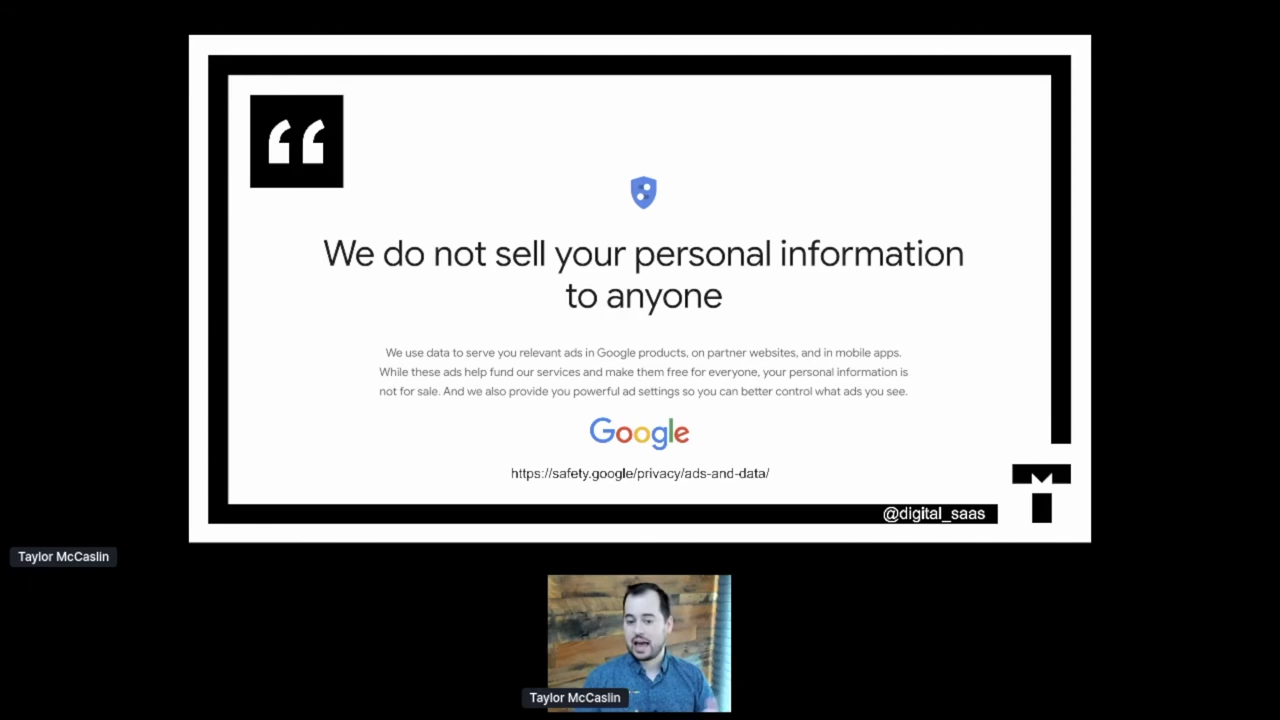 “
We do not sell your personal information
to anyone
We use data to serve you relevant ads in Google products, on partner websites, and in mobile apps.
While these ads help fund our services and make them free for everyone, your personal information is
not for sale. And we also provide you powerful ad settings so you can better control what ads you see.
Google
https://safety.google/privacy/ads-and-data/
@digital_saas
TM
Taylor McCaslin
Taylor McCaslin